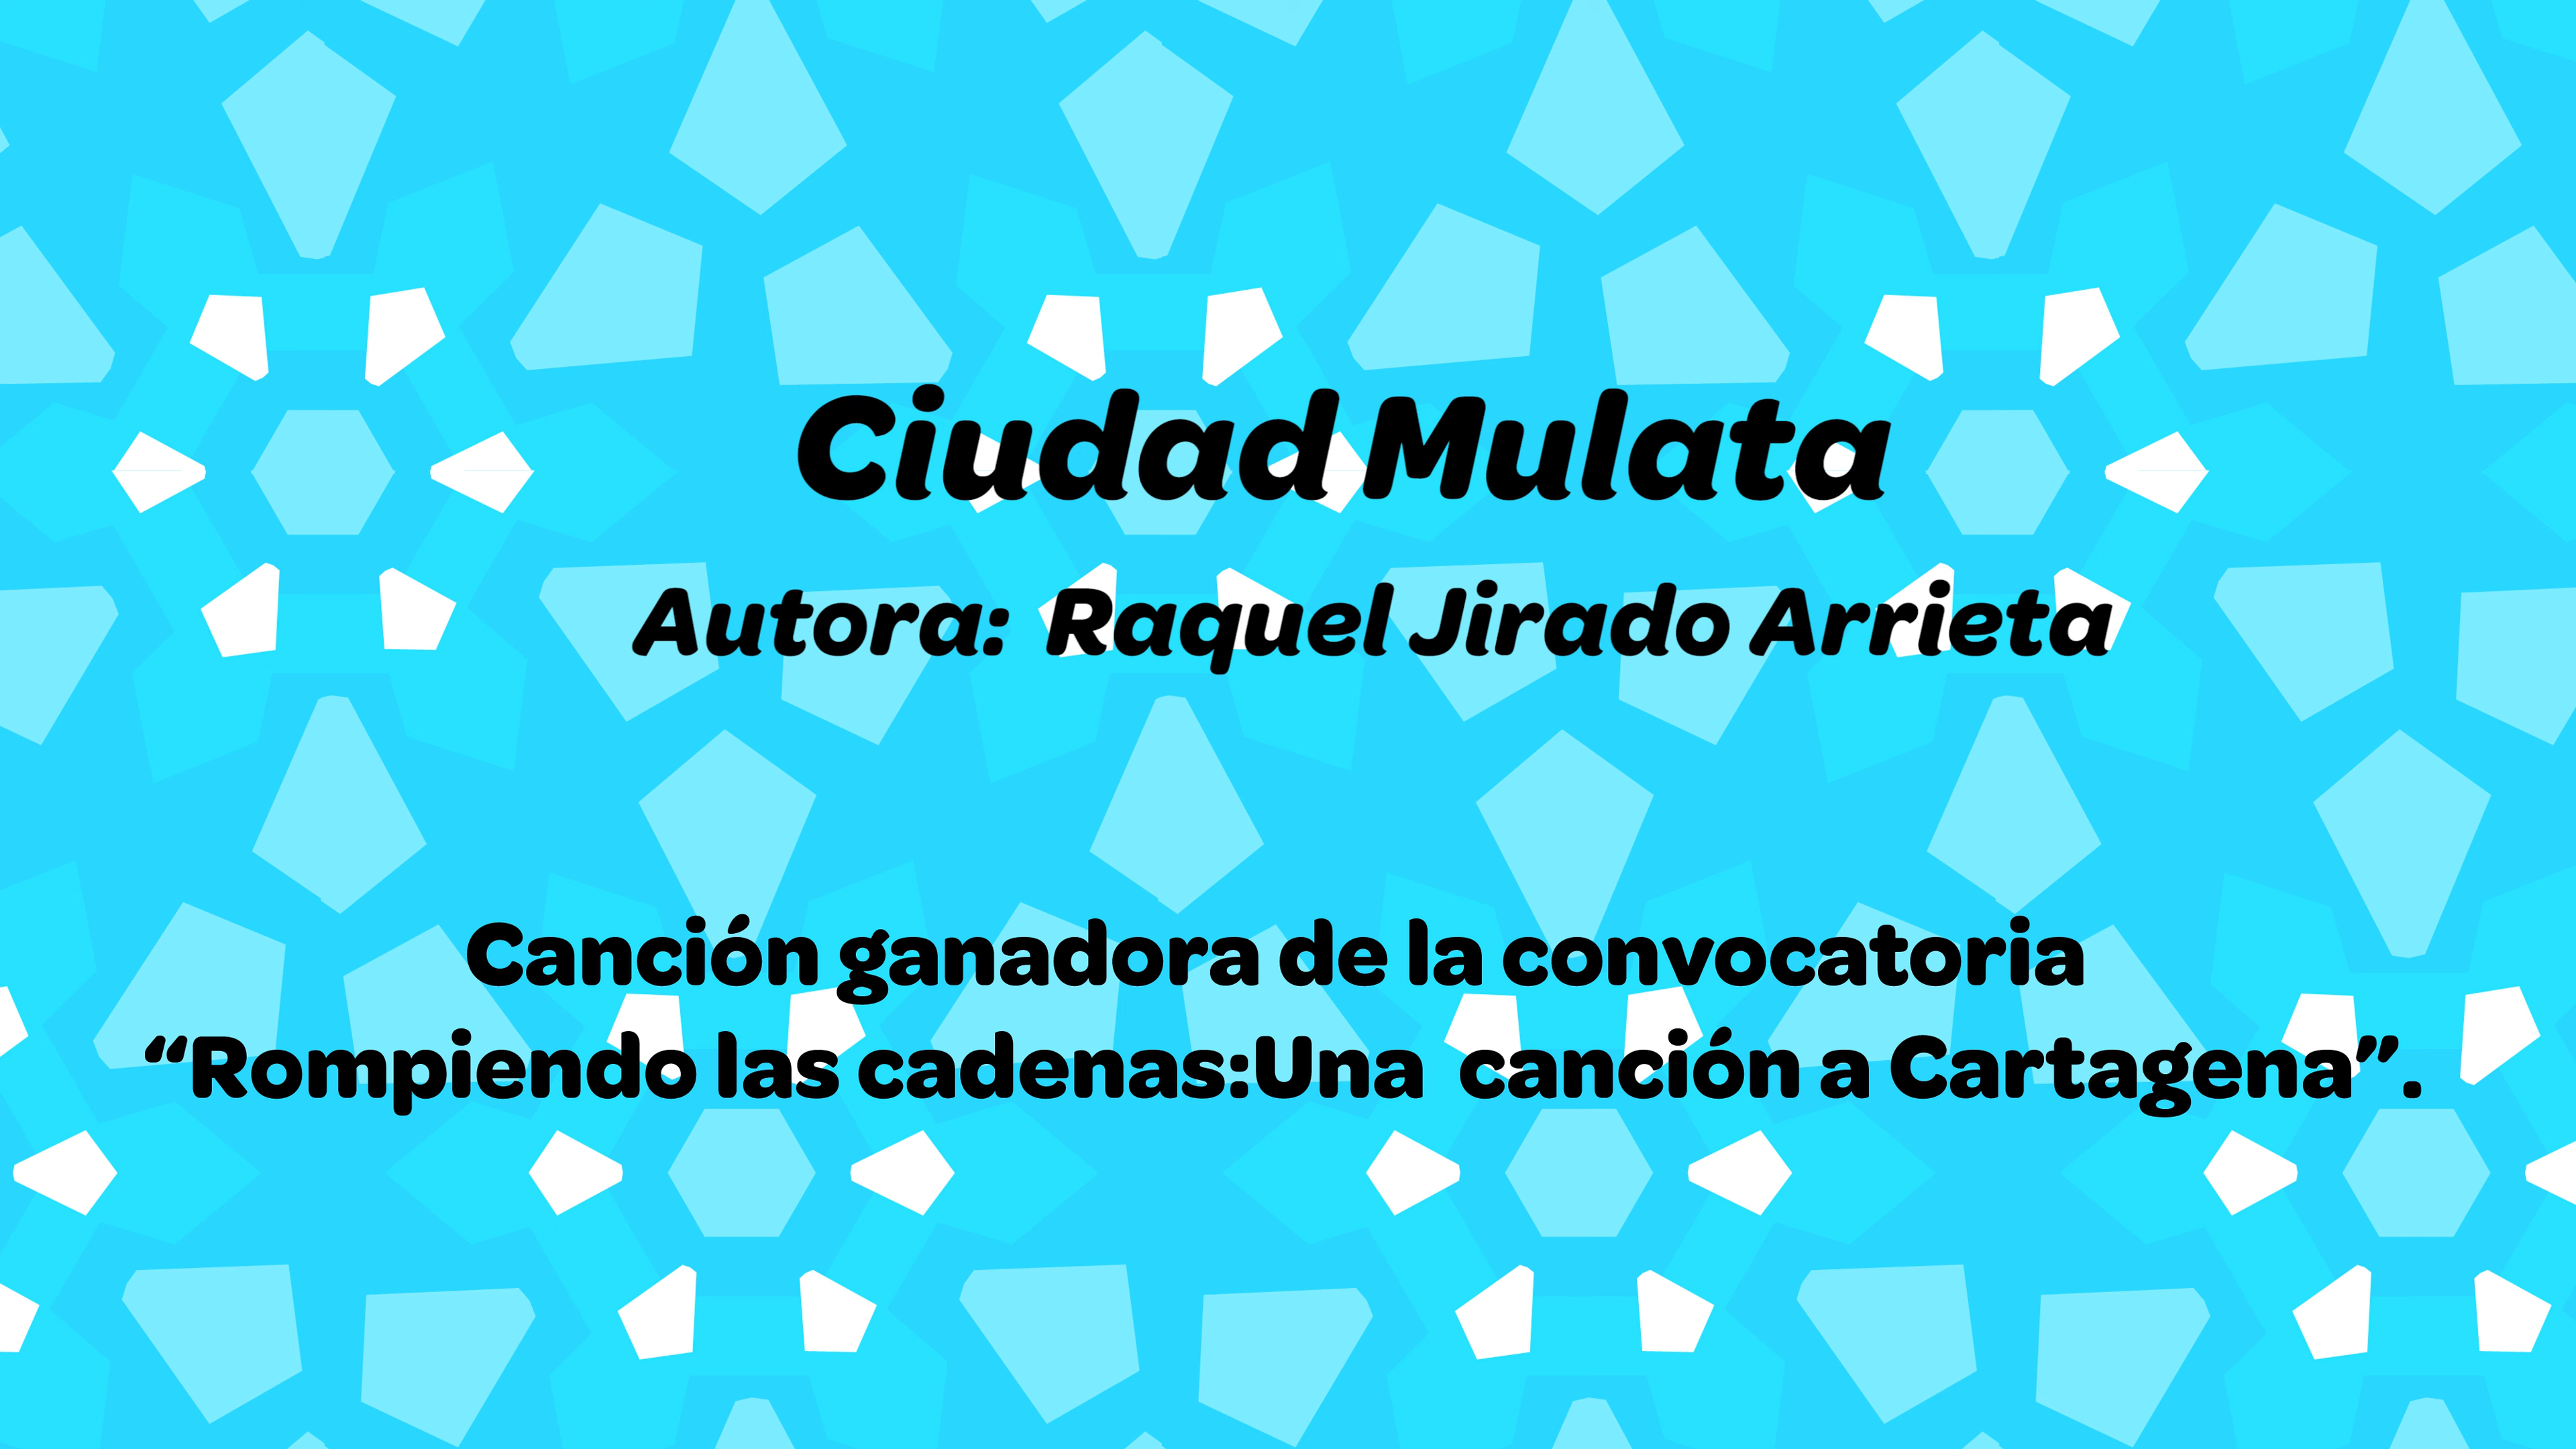 Ciudad Mulata
Autora: Raquel Jirado Arrieta
Canción ganadora de la convocatoria
“Rompiendo las cadenas:Una canción a Cartagena”.